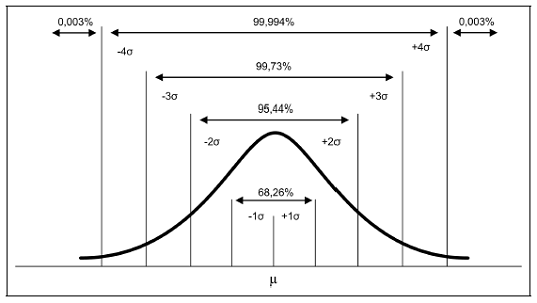 0,003% 99,994% 0,003%
-4σ +4σ
99,73%
-3σ +3σ
95,44%
-2σ +2σ
68,26%
-1σ +1σ
μ